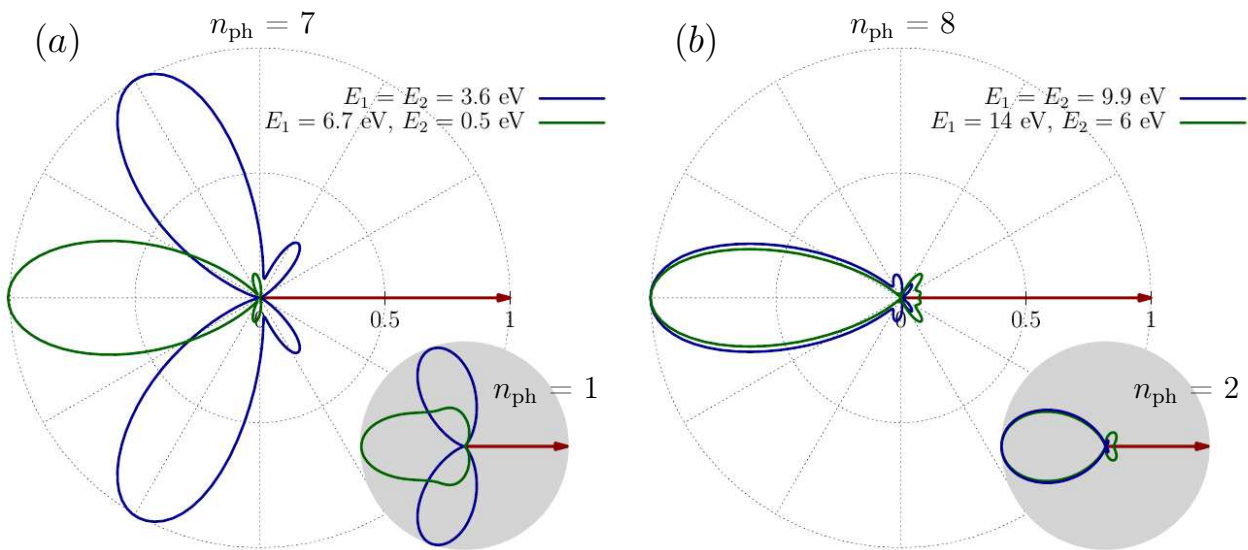 (a)
n_ph = 7
E_1 = E_2 = 3.6 eV
E_1 = 6.7 eV, E_2 = 0.5 eV
0 0.5 1
n_ph = 1
(b)
n_ph = 8
E_1 = E_2 = 9.9 eV
E_1 = 14 eV, E_2 = 6 eV
0 0.5 1
n_ph = 2